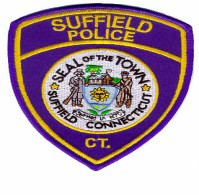 SUFFIELD
POLICE
SEAL OF THE TOWN
SUFFIELD CONNECTICUT
CT.